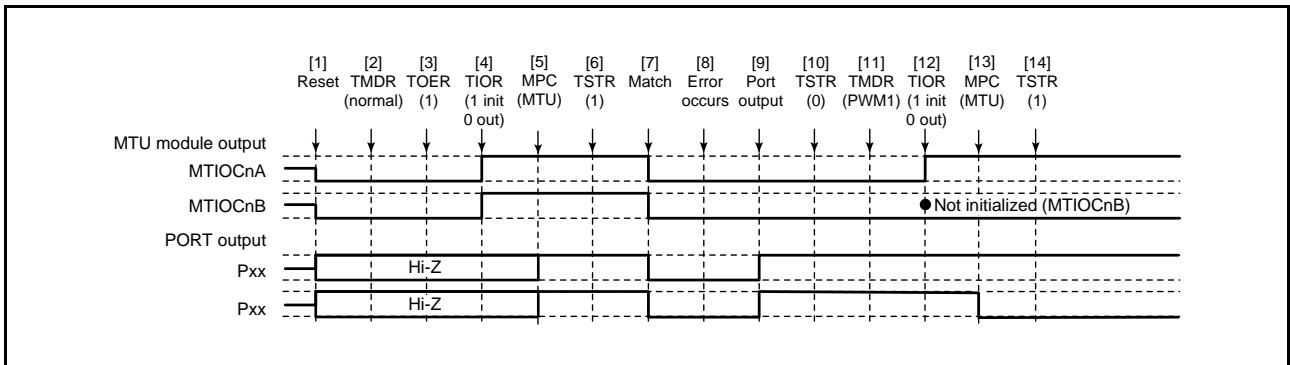 [1] [2] [3] [4] [5] [6] [7] [8] [9] [10] [11] [12] [13] [14]
Reset TMDR TOER TIOR MPC TSTR Match Error Port TSTR TMDR TIOR MPC TSTR
(normal) (1) (1 init (MTU) (1) occurs output (0) (PWM1) (1 init (MTU) (1)
0 out) 0 out)
MTU module output
MTIOCnA
MTIOCnB Not initialized (MTIOCnB)
PORT output
Pxx Hi-Z
Pxx Hi-Z